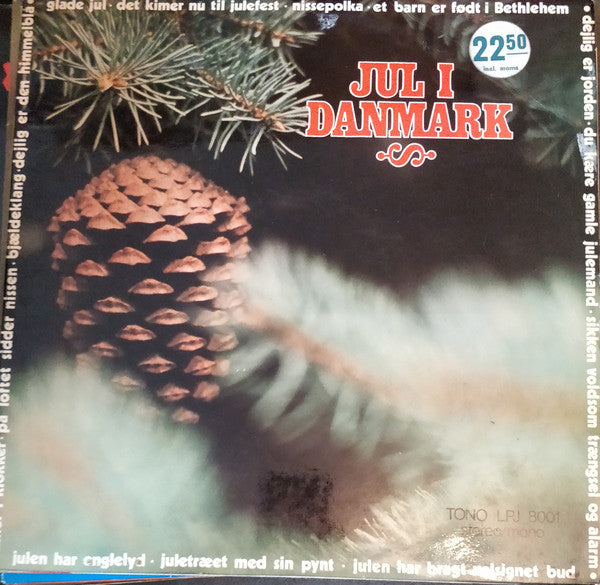 glade jul · det kimer nu til julefest · nissepolka · et barn er født i Bethlehem
· dejlig er jorden · du kære gamle julemand · sikken voldsom trængsel og alarm ·
julen har englelyd · juletræet med sin pynt · julen har bragt velsignet bud
klokker · på loftet sidder nissen · bjældeklang · dejlig er den himmelblå
22 50
incl. moms
JUL I
DANMARK
TONO LPJ 8001
stereo/mono